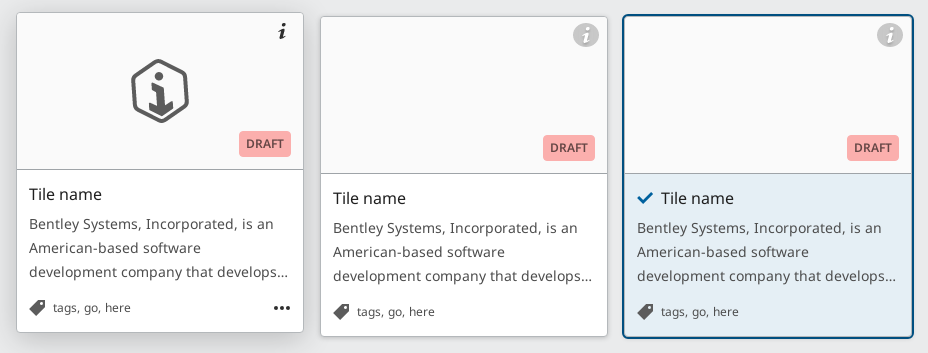 DRAFT
Tile name
Bentley Systems, Incorporated, is an
American-based software
development company that develops...
tags, go, here
DRAFT
Tile name
Bentley Systems, Incorporated, is an
American-based software
development company that develops...
tags, go, here
DRAFT
Tile name
Bentley Systems, Incorporated, is an
American-based software
development company that develops...
tags, go, here